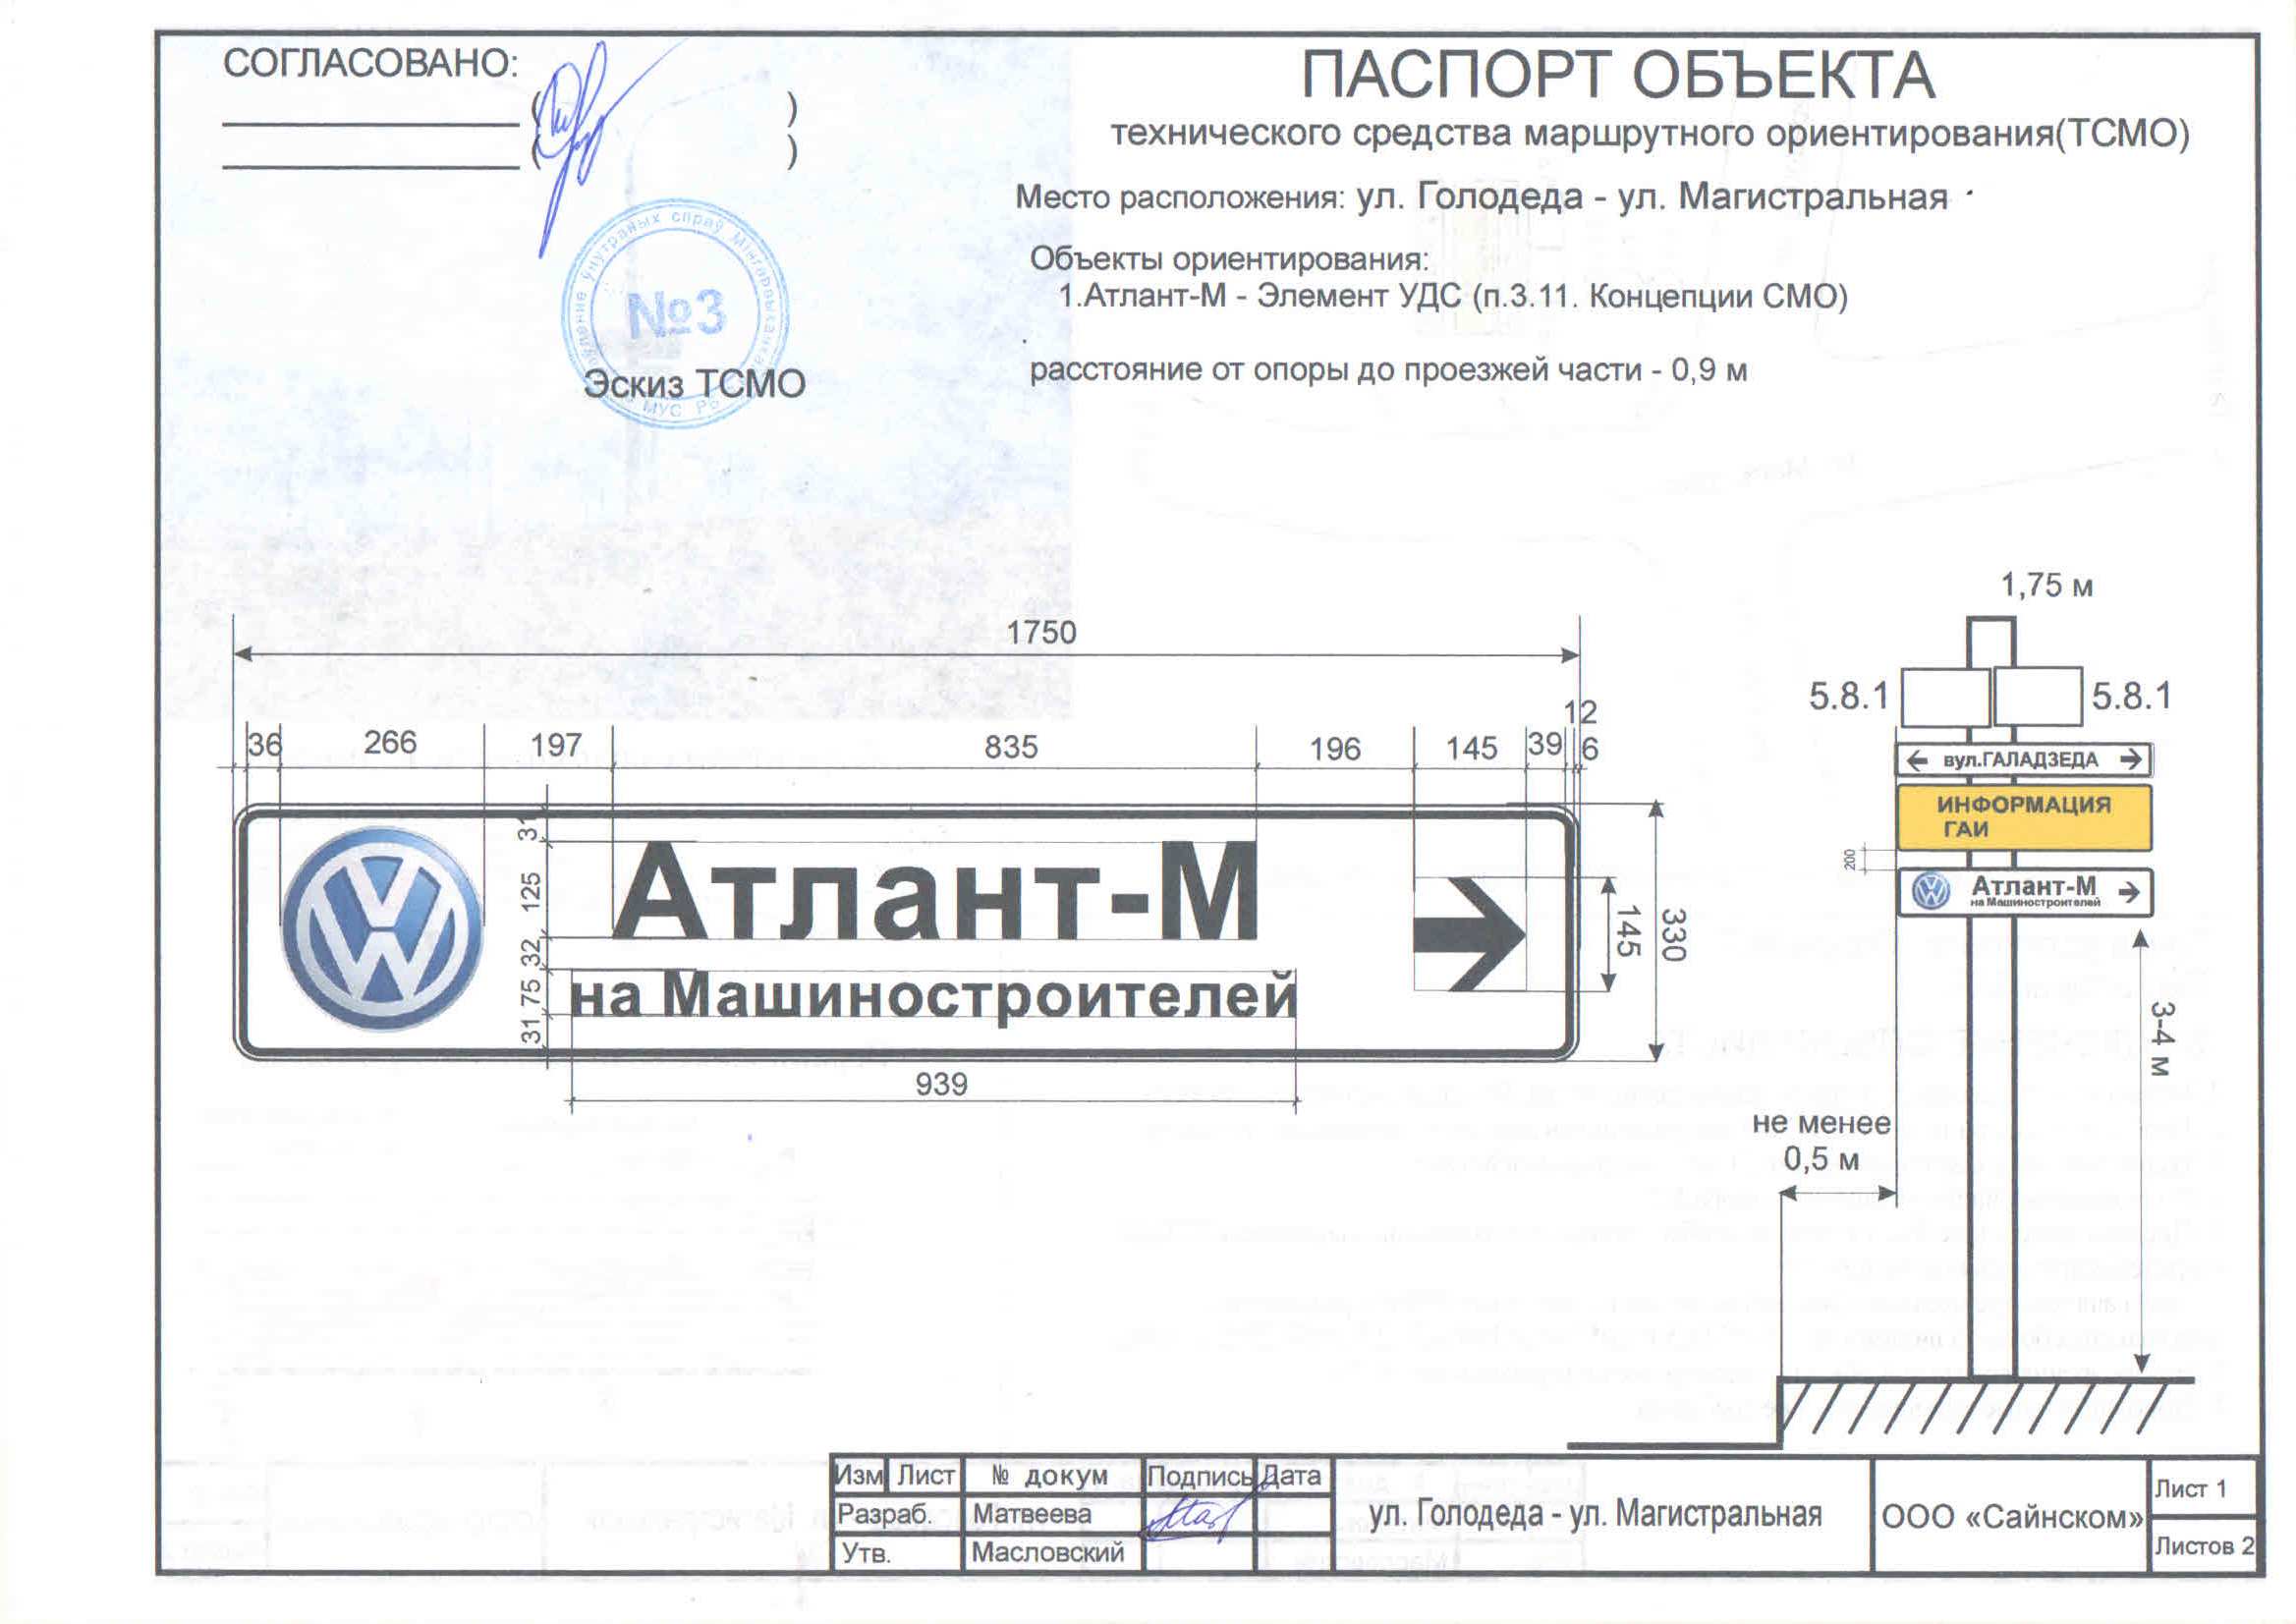 СОГЛАСОВАНО:
( )
( )
ПАСПОРТ ОБЪЕКТА
технического средства маршрутного ориентирования(ТСМО)
Место расположения: ул. Голодеда - ул. Магистральная
Объекты ориентирования:
1.Атлант-М - Элемент УДС (п.3.11. Концепции СМО)
расстояние от опоры до проезжей части - 0,9 м
унутраных спраў
№3
МУС РБ
Эскиз ТСМО
1750
36 266 197 835 196 145 39 12 6
31 125 32 75 31
Атлант-М
на Машиностроителей
145
330
939
1,75 м
5.8.1 5.8.1
вул.ГАЛАДЗЕДА
ИНФОРМАЦИЯ
ГАИ
200
Атлант-М
на Машиностроителей
3-4 м
не менее
0,5 м
Изм Лист № докум Подпись Дата
Разраб. Матвеева
Утв. Масловский
ул. Голодеда - ул. Магистральная
ООО «Сайнском»
Лист 1
Листов 2